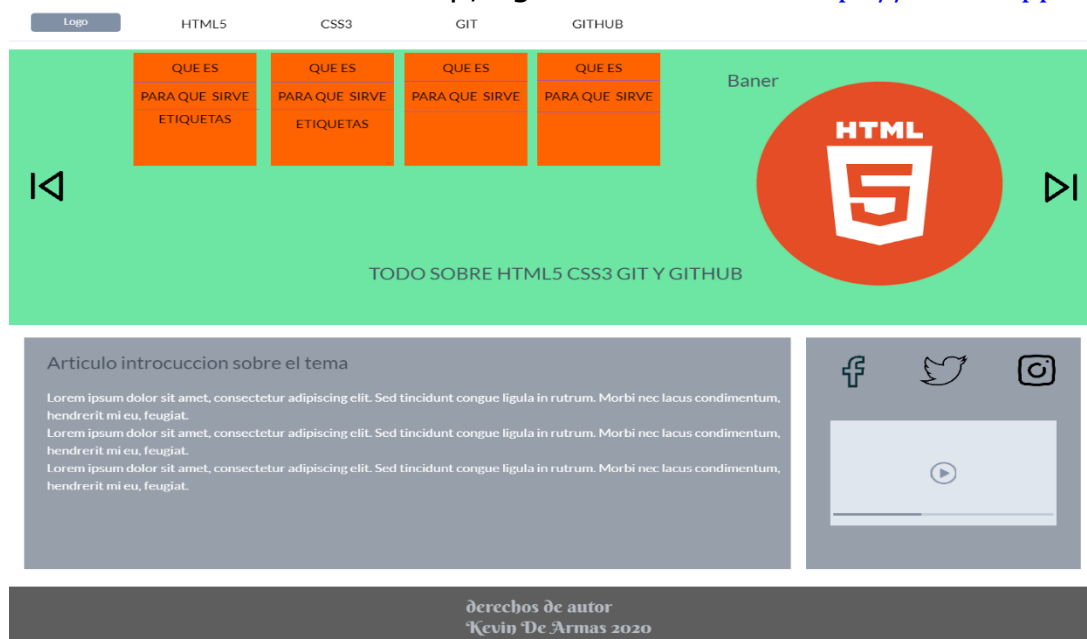 Logo
HTML5 CSS3 GIT GITHUB
QUE ES QUE ES QUE ES QUE ES
PARA QUE SIRVE PARA QUE SIRVE PARA QUE SIRVE PARA QUE SIRVE
ETIQUETAS ETIQUETAS
Baner
HTML
5
TODO SOBRE HTML5 CSS3 GIT Y GITHUB
Articulo introcuccion sobre el tema
Lorem ipsum dolor sit amet, consectetur adipiscing elit. Sed tincidunt congue ligula in rutrum. Morbi nec lacus condimentum,
hendrerit mi eu, feugiat.
Lorem ipsum dolor sit amet, consectetur adipiscing elit. Sed tincidunt congue ligula in rutrum. Morbi nec lacus condimentum,
hendrerit mi eu, feugiat.
Lorem ipsum dolor sit amet, consectetur adipiscing elit. Sed tincidunt congue ligula in rutrum. Morbi nec lacus condimentum,
hendrerit mi eu, feugiat.
derechos de autor
Kevin De Armas 2020